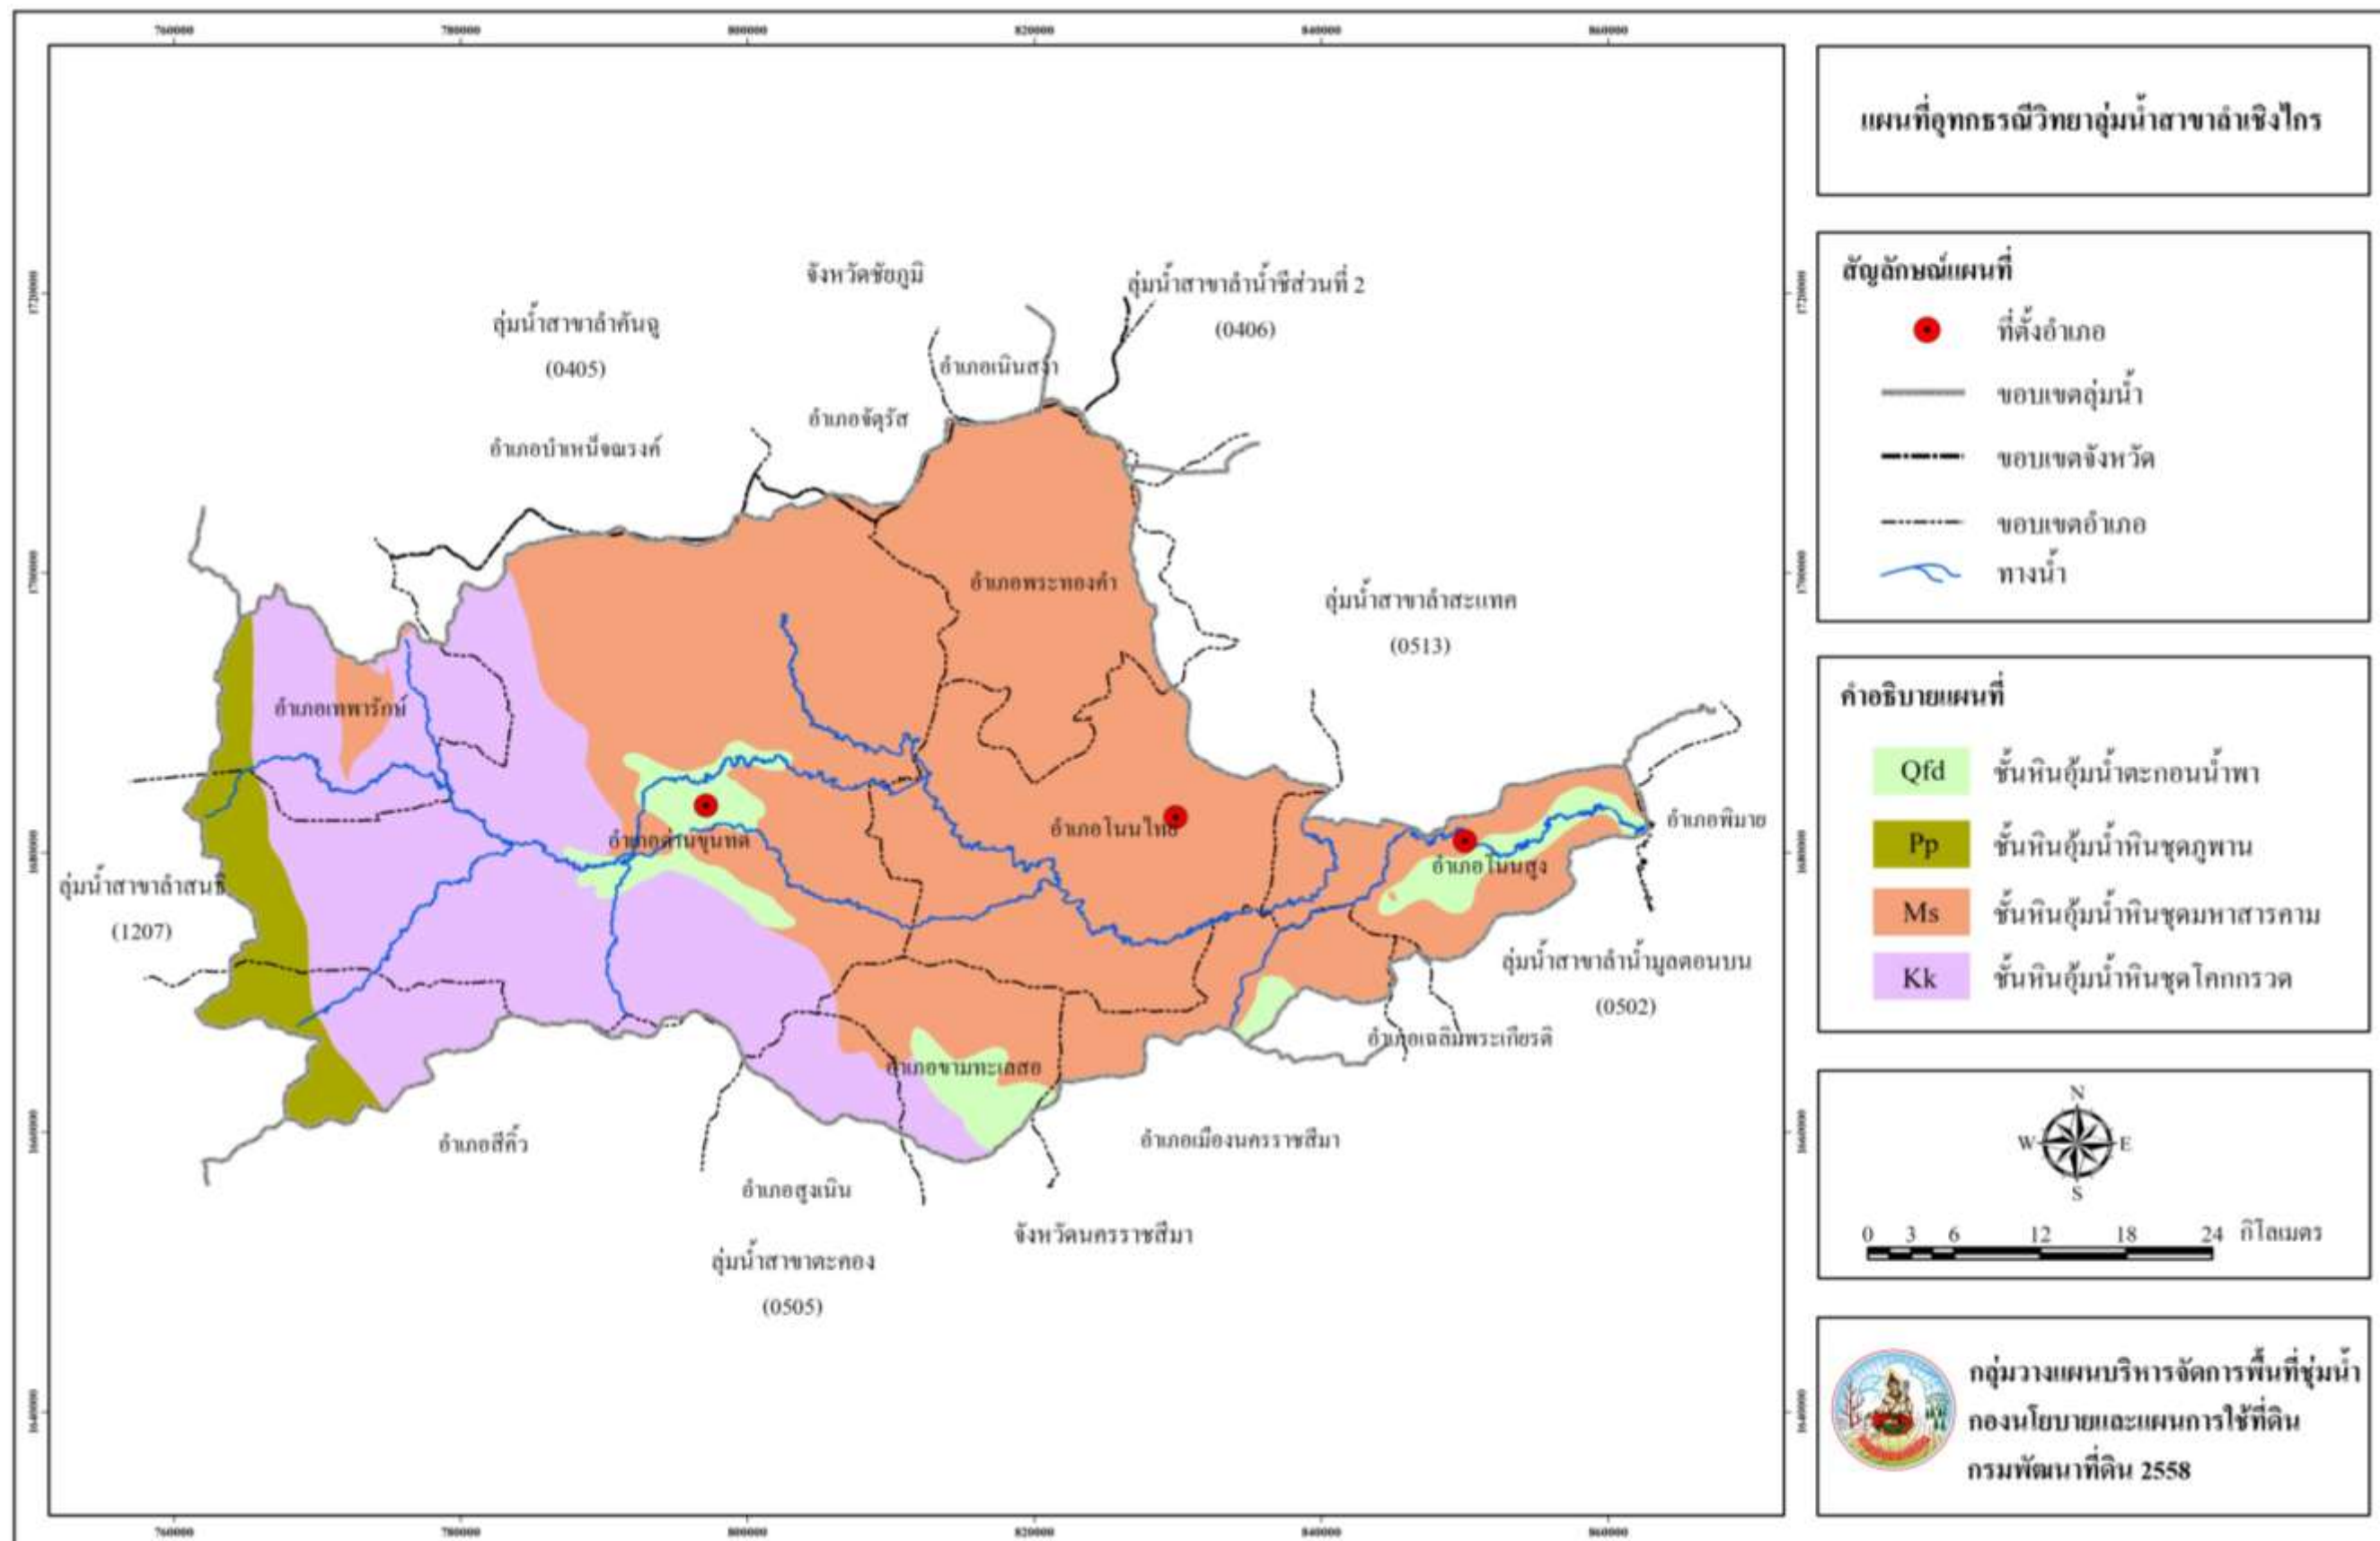 760000 780000 800000 820000 840000 860000
แผนที่อุทกธรณีวิทยาลุ่มน้ำสาขาลำเชิงไกร
สัญลักษณ์แผนที่
ที่ตั้งอำเภอ
ขอบเขตลุ่มน้ำ
ขอบเขตจังหวัด
ขอบเขตอำเภอ
ทางน้ำ
คำอธิบายแผนที่
Qfd ชั้นหินอุ้มน้ำตะกอนน้ำพา
Pp ชั้นหินอุ้มน้ำหินชุดภูพาน
Ms ชั้นหินอุ้มน้ำหินชุดมหาสารคาม
Kk ชั้นหินอุ้มน้ำหินชุดโคกกรวด
N
W E
S
0 3 6 12 18 24 กิโลเมตร
กลุ่มวางแผนบริหารจัดการพื้นที่ชุ่มน้ำ
กองนโยบายและแผนการใช้ที่ดิน
กรมพัฒนาที่ดิน 2558
จังหวัดชัยภูมิ
ลุ่มน้ำสาขาลำน้ำชีส่วนที่ 2
(0406)
ลุ่มน้ำสาขาลำคันฉู
(0405)
อำเภอเนินสง่า
อำเภอจัตุรัส
อำเภอบำเหน็จณรงค์
อำเภอพระทองคำ
ลุ่มน้ำสาขาลำสะแทด
(0513)
อำเภอเทพารักษ์
อำเภอด่านขุนทด
อำเภอโนนไทย
อำเภอพิมาย
อำเภอโนนสูง
ลุ่มน้ำสาขาลำสนธิ
(1207)
ลุ่มน้ำสาขาลำน้ำมูลตอนบน
(0502)
อำเภอเฉลิมพระเกียรติ
อำเภอขามทะเลสอ
อำเภอสีคิ้ว
อำเภอเมืองนครราชสีมา
อำเภอสูงเนิน
จังหวัดนครราชสีมา
ลุ่มน้ำสาขาตะคอง
(0505)
1720000 1720000
1700000 1700000
1680000 1680000
1660000 1660000
1640000 1640000
760000 780000 800000 820000 840000 860000